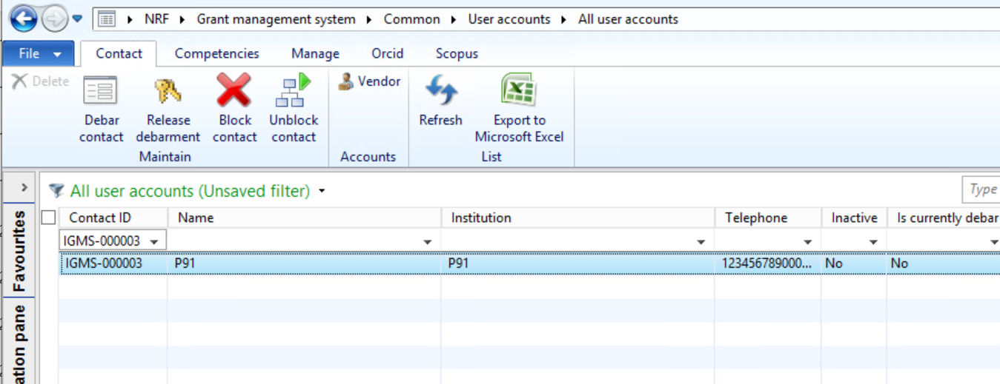 NRF Grant management system Common User accounts All user accounts
File Contact Competencies Manage Orcid Scopus
Delete
Vendor
Debar contact
Release debarment
Block contact
Unblock contact
Refresh
Export to Microsoft Excel
Maintain Accounts List
All user accounts (Unsaved filter)
Type
Contact ID Name Institution Telephone Inactive Is currently debar
IGMS-000003
IGMS-000003 P91 P91 123456789000... No No
Favourites
ation pane